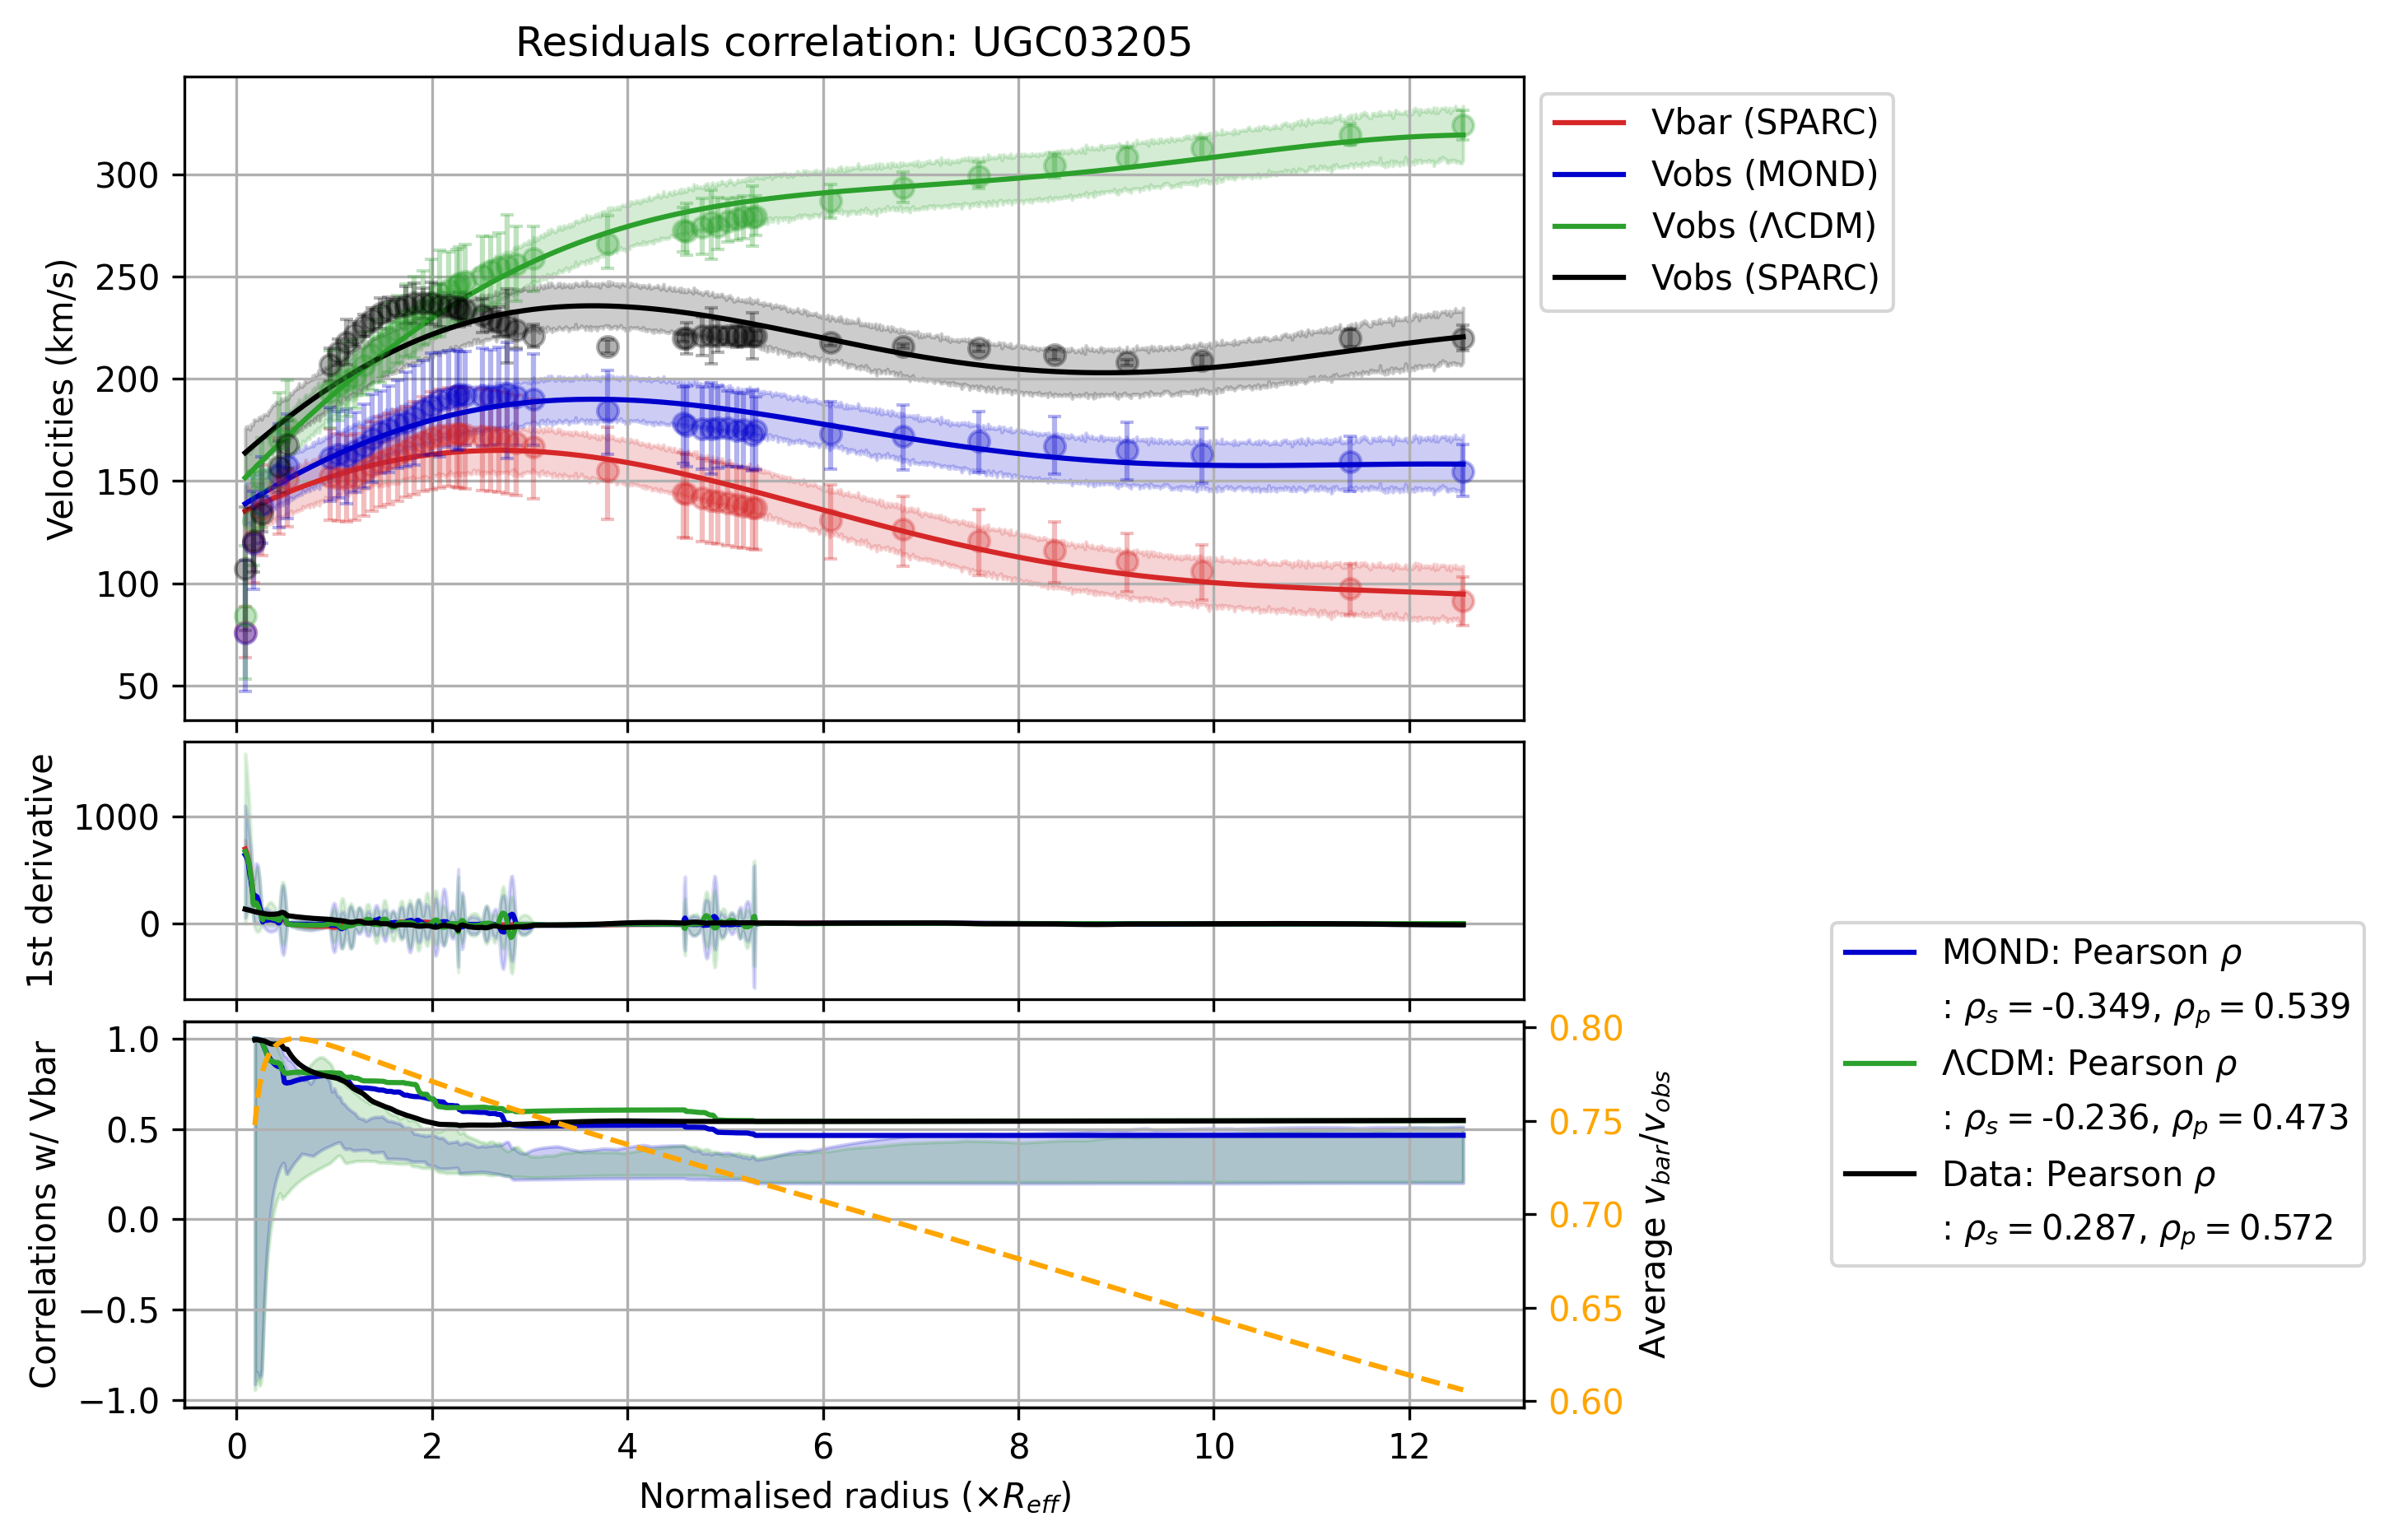 Residuals correlation: UGC03205
Velocities (km/s)
300
250
200
150
100
50
Vbar (SPARC)
Vobs (MOND)
Vobs (ΛCDM)
Vobs (SPARC)
1st derivative
1000
0
Correlations w/ Vbar
1.0
0.5
0.0
−0.5
−1.0
0.80
0.75
0.70
0.65
0.60
Average v_bar/v_obs
MOND: Pearson ρ
: ρ_s = -0.349, ρ_p = 0.539
ΛCDM: Pearson ρ
: ρ_s = -0.236, ρ_p = 0.473
Data: Pearson ρ
: ρ_s = 0.287, ρ_p = 0.572
0 2 4 6 8 10 12
Normalised radius (×R_eff)